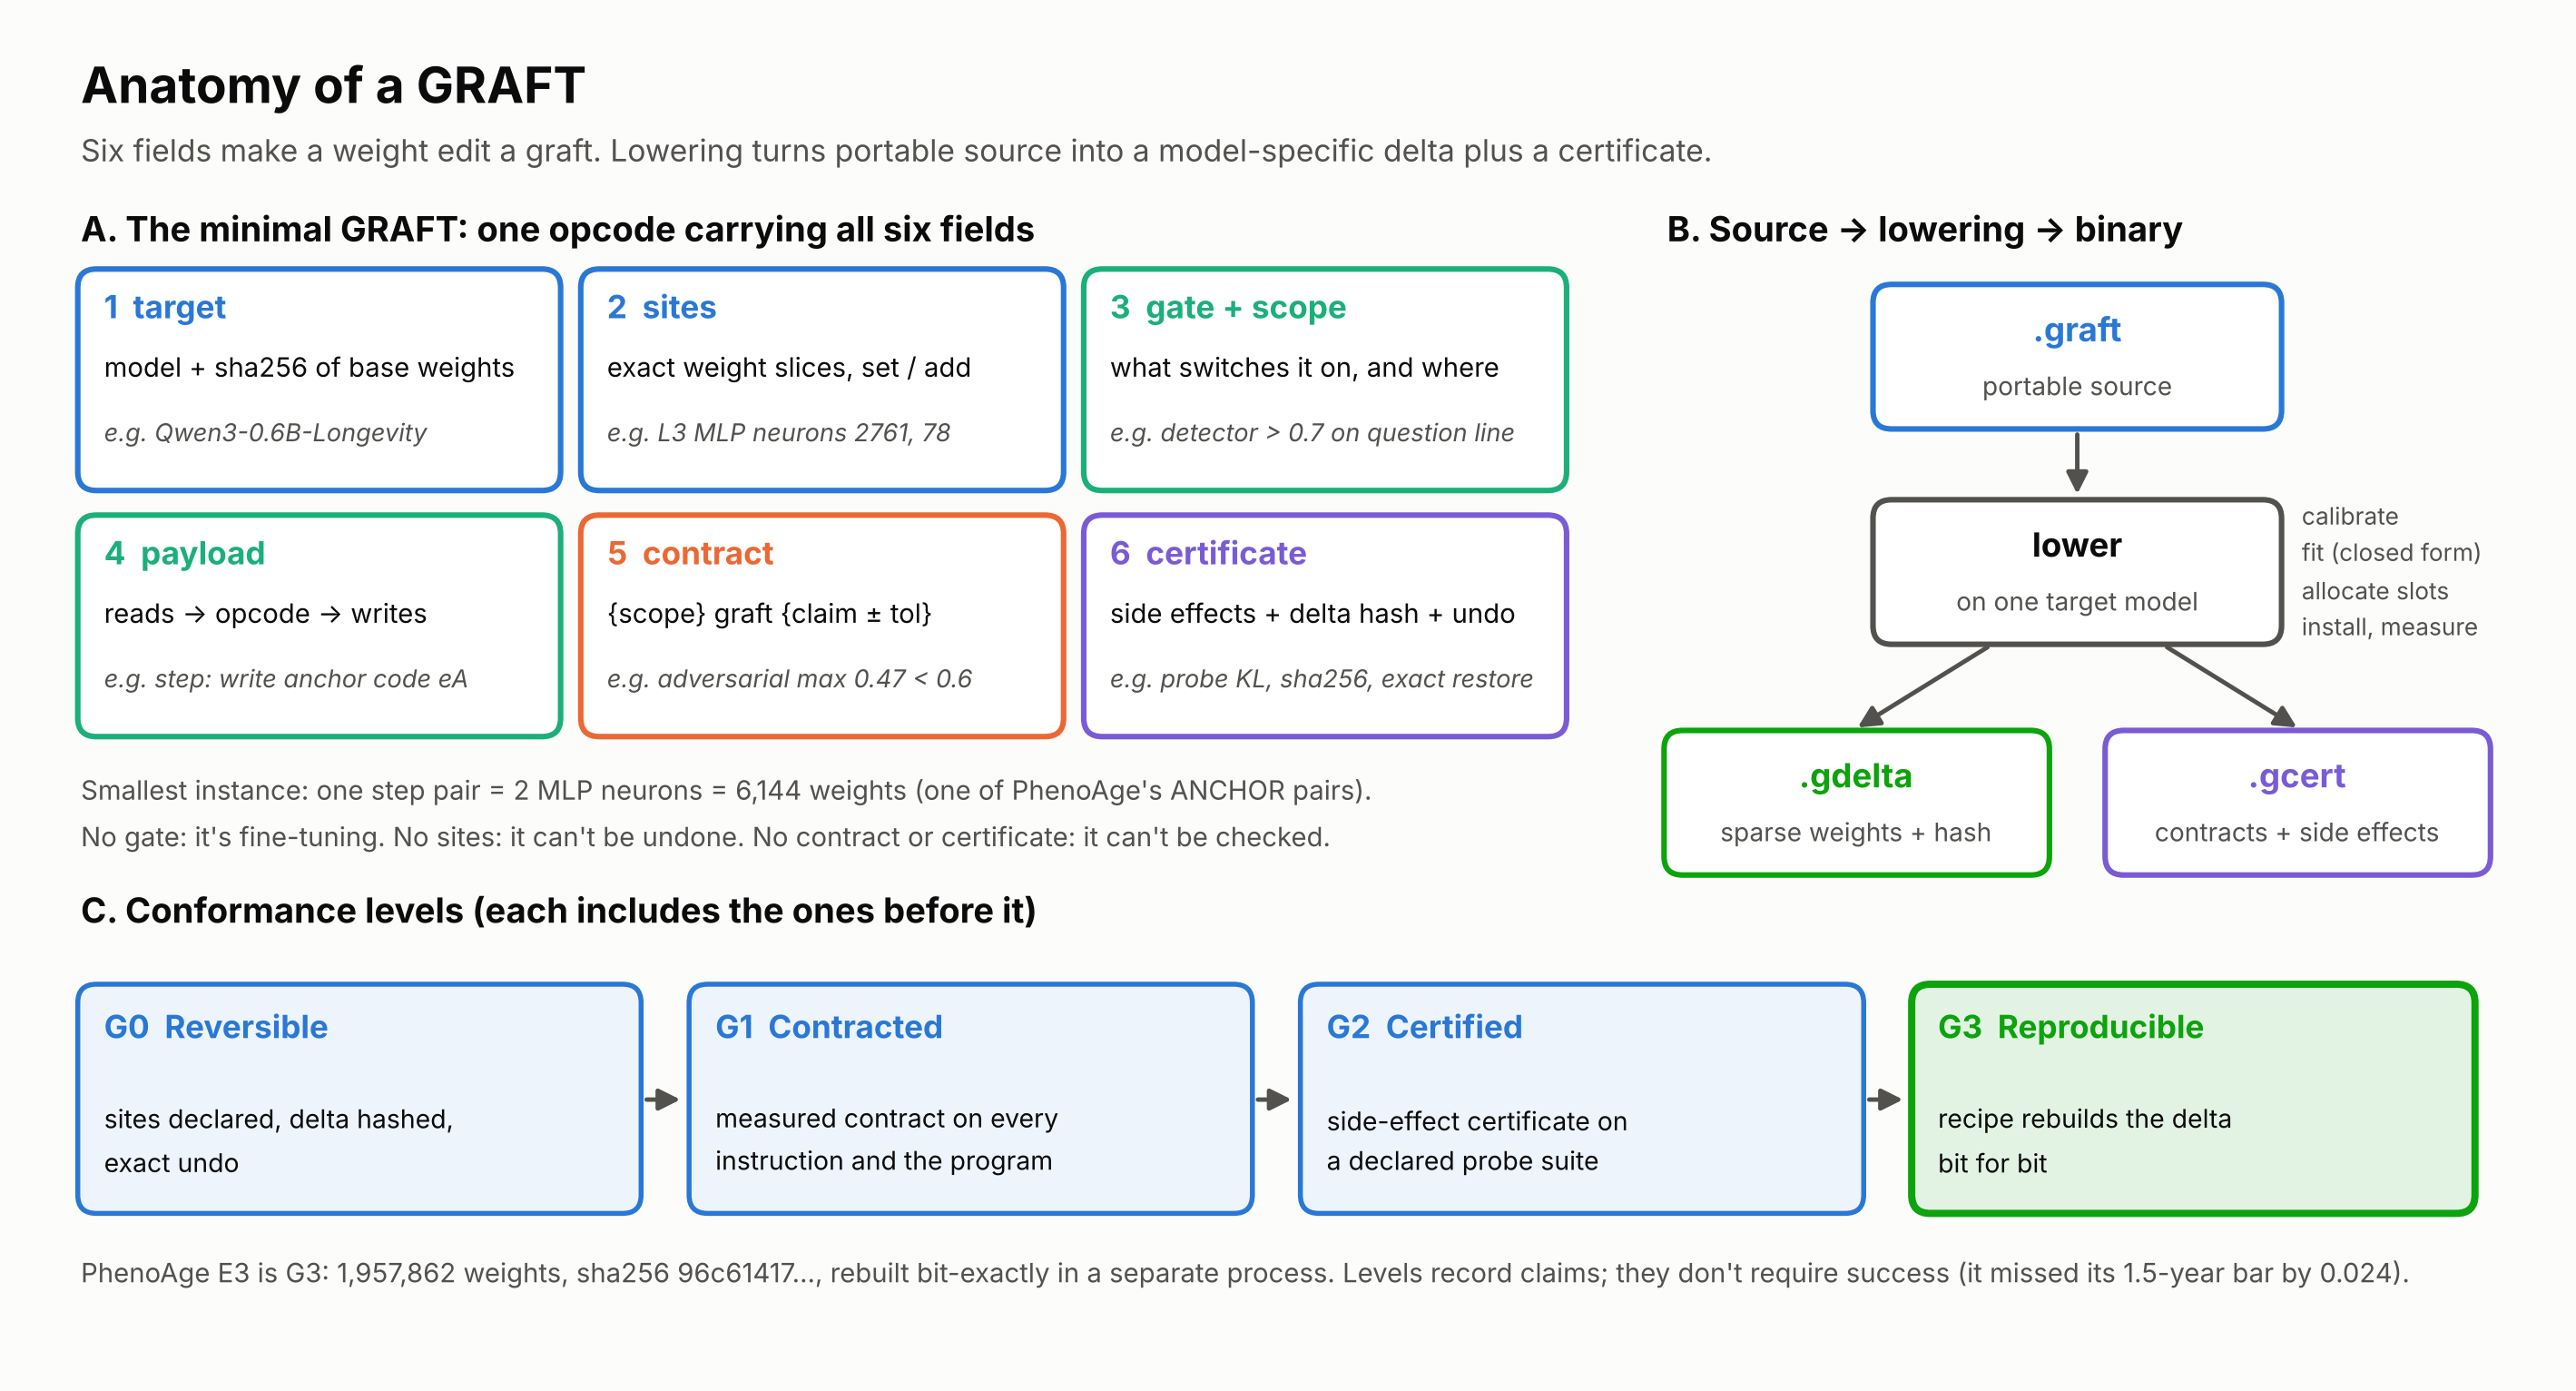 Anatomy of a GRAFT
Six fields make a weight edit a graft. Lowering turns portable source into a model-specific delta plus a certificate.
A. The minimal GRAFT: one opcode carrying all six fields
1 target
model + sha256 of base weights
e.g. Qwen3-0.6B-Longevity
2 sites
exact weight slices, set / add
e.g. L3 MLP neurons 2761, 78
3 gate + scope
what switches it on, and where
e.g. detector > 0.7 on question line
4 payload
reads → opcode → writes
e.g. step: write anchor code eA
5 contract
{scope} graft {claim ± tol}
e.g. adversarial max 0.47 < 0.6
6 certificate
side effects + delta hash + undo
e.g. probe KL, sha256, exact restore
Smallest instance: one step pair = 2 MLP neurons = 6,144 weights (one of PhenoAge's ANCHOR pairs).
No gate: it's fine-tuning. No sites: it can't be undone. No contract or certificate: it can't be checked.
B. Source → lowering → binary
.graft
portable source
lower
on one target model
calibrate
fit (closed form)
allocate slots
install, measure
.gdelta
sparse weights + hash
.gcert
contracts + side effects
C. Conformance levels (each includes the ones before it)
G0 Reversible
sites declared, delta hashed,
exact undo
G1 Contracted
measured contract on every
instruction and the program
G2 Certified
side-effect certificate on
a declared probe suite
G3 Reproducible
recipe rebuilds the delta
bit for bit
PhenoAge E3 is G3: 1,957,862 weights, sha256 96c61417..., rebuilt bit-exactly in a separate process. Levels record claims; they don't require success (it missed its 1.5-year bar by 0.024).